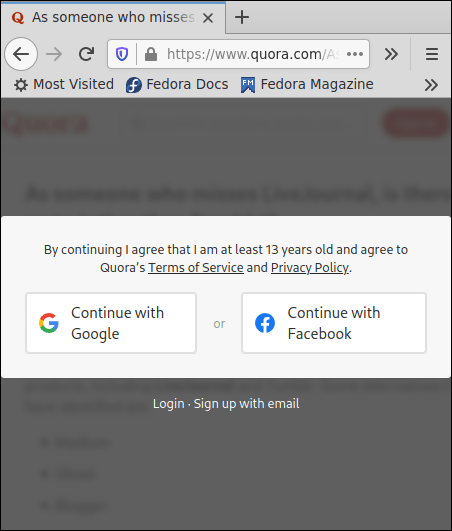 As someone who misses
https://www.quora.com/As
Most Visited
Fedora Docs
Fedora Magazine
Quora
As someone who misses LiveJournal, is there
By continuing I agree that I am at least 13 years old and agree to
Quora's Terms of Service and Privacy Policy.
Continue with
Google
or
Continue with
Facebook
Login · Sign up with email
Medium
Blogger